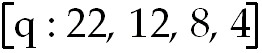 [q : 22, 12, 8, 4]